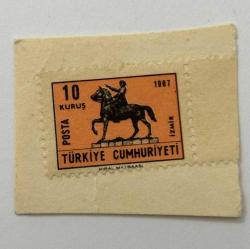 10 1967
KURUŞ
POSTA
İZMİR
TÜRKİYE CUMHURİYETİ